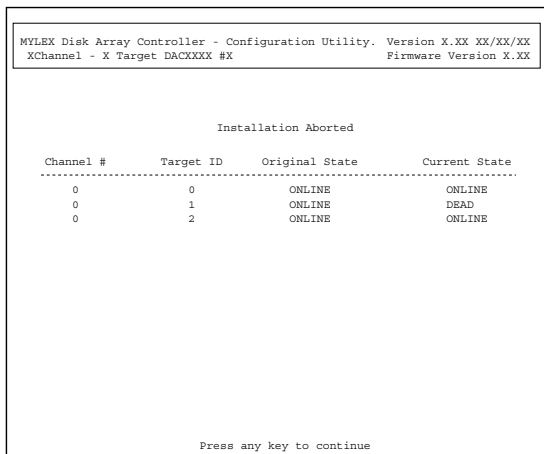 MYLEX Disk Array Controller - Configuration Utility. Version X.XX XX/XX/XX
XChannel - X Target DACXXXX #X Firmware Version X.XX
Installation Aborted
Channel # Target ID Original State Current State
0 0 ONLINE ONLINE
0 1 ONLINE DEAD
0 2 ONLINE ONLINE
Press any key to continue